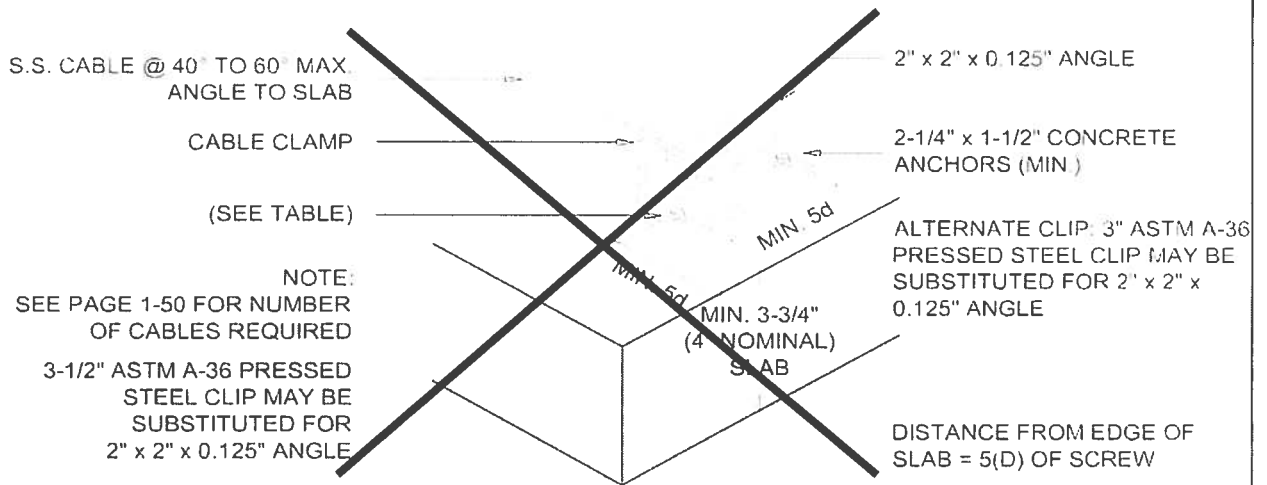 S.S. CABLE @ 40° TO 60° MAX.
ANGLE TO SLAB
CABLE CLAMP
(SEE TABLE)
NOTE:
SEE PAGE 1-50 FOR NUMBER
OF CABLES REQUIRED
3-1/2" ASTM A-36 PRESSED
STEEL CLIP MAY BE
SUBSTITUTED FOR
2" x 2" x 0.125" ANGLE
MIN. 5d
MIN. 5d
MIN. 3-3/4"
(4" NOMINAL)
SLAB
2" x 2" x 0.125" ANGLE
2-1/4" x 1-1/2" CONCRETE
ANCHORS (MIN.)
ALTERNATE CLIP: 3" ASTM A-36
PRESSED STEEL CLIP MAY BE
SUBSTITUTED FOR 2" x 2" x
0.125" ANGLE
DISTANCE FROM EDGE OF
SLAB = 5(D) OF SCREW